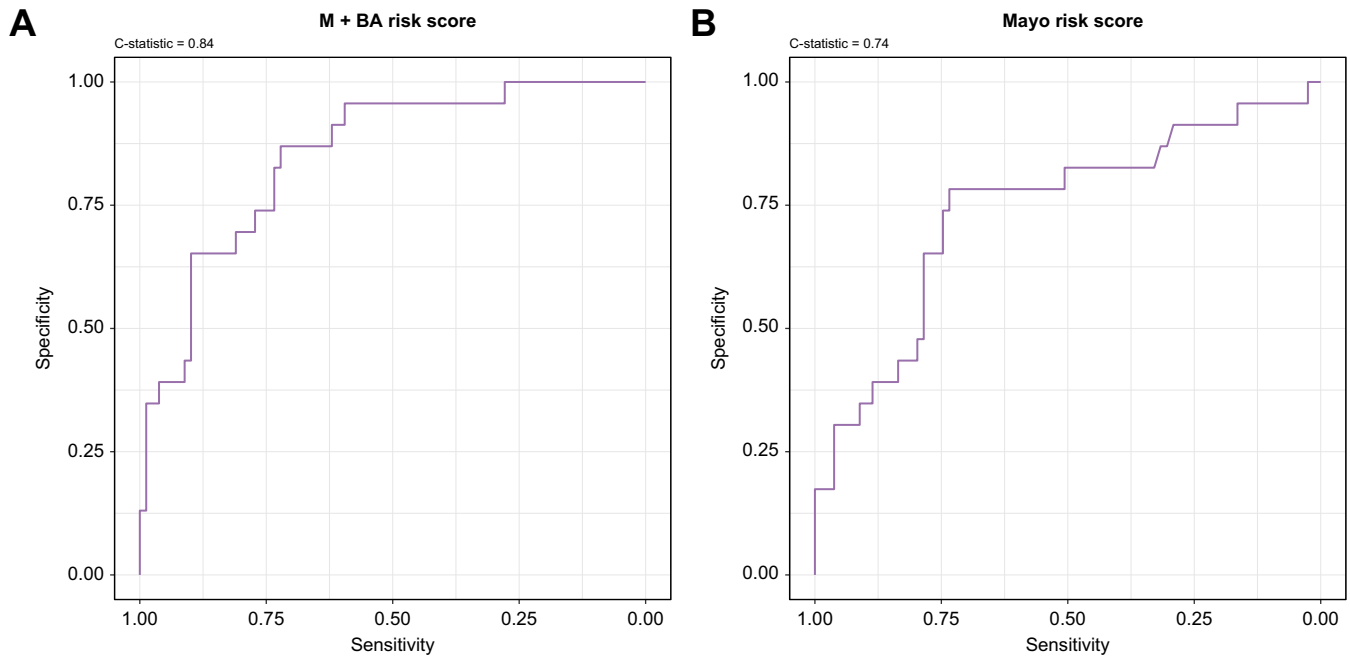 A
M + BA risk score
C-statistic = 0.84
1.00
0.75
0.50
0.25
0.00
Specificity
1.00 0.75 0.50 0.25 0.00
Sensitivity
B
Mayo risk score
C-statistic = 0.74
1.00
0.75
0.50
0.25
0.00
Specificity
1.00 0.75 0.50 0.25 0.00
Sensitivity